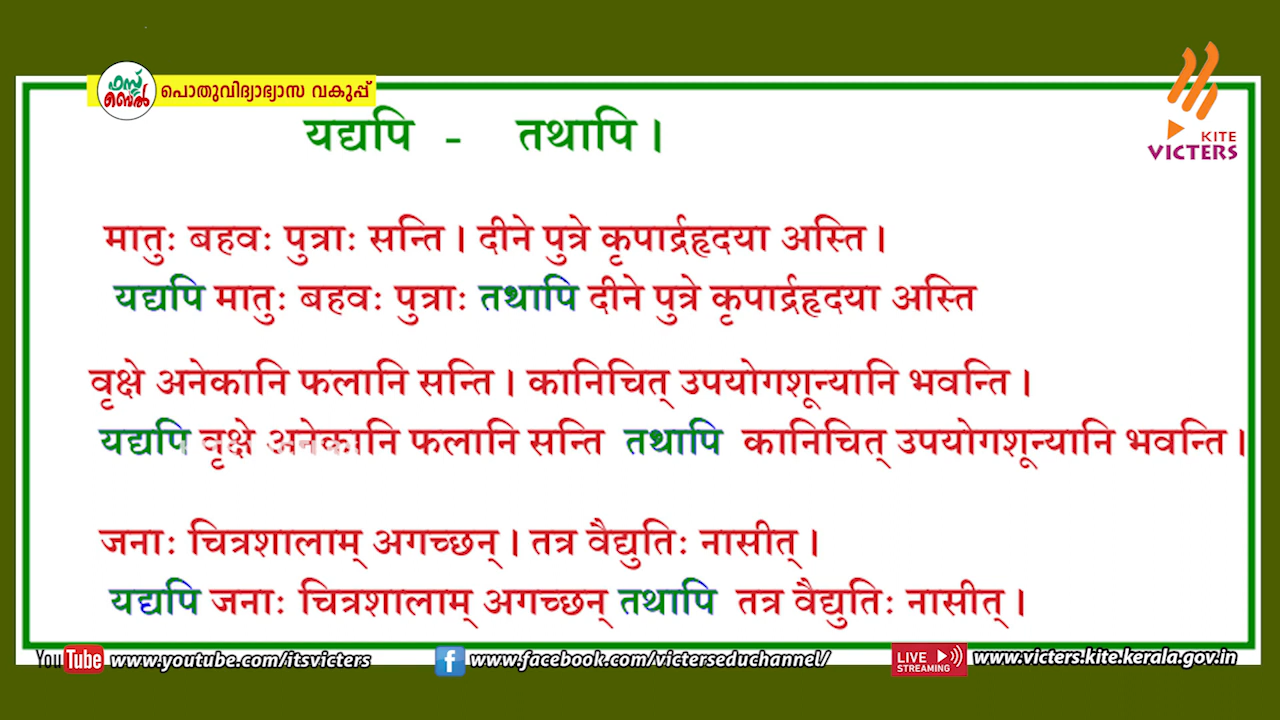 ഫസ്റ്റ് ബെൽ
പൊതുവിദ്യാഭ്യാസ വകുപ്പ്
KITE
VICTERS
यद्यपि - तथापि ।
मातुः बहवः पुत्राः सन्ति । दीने पुत्रे कृपार्द्रहृदया अस्ति ।
यद्यपि मातुः बहवः पुत्राः तथापि दीने पुत्रे कृपार्द्रहृदया अस्ति
वृक्षे अनेकानि फलानि सन्ति । कानिचित् उपयोगशून्यानि भवन्ति ।
यद्यपि वृक्षे अनेकानि फलानि सन्ति तथापि कानिचित् उपयोगशून्यानि भवन्ति ।
जनाः चित्रशालाम् अगच्छन् । तत्र वैद्युतिः नासीत् ।
यद्यपि जनाः चित्रशालाम् अगच्छन् तथापि तत्र वैद्युतिः नासीत् ।
You Tube www.youtube.com/itsvicters f www.facebook.com/victerseduchannel/ LIVE STREAMING www.victers.kite.kerala.gov.in